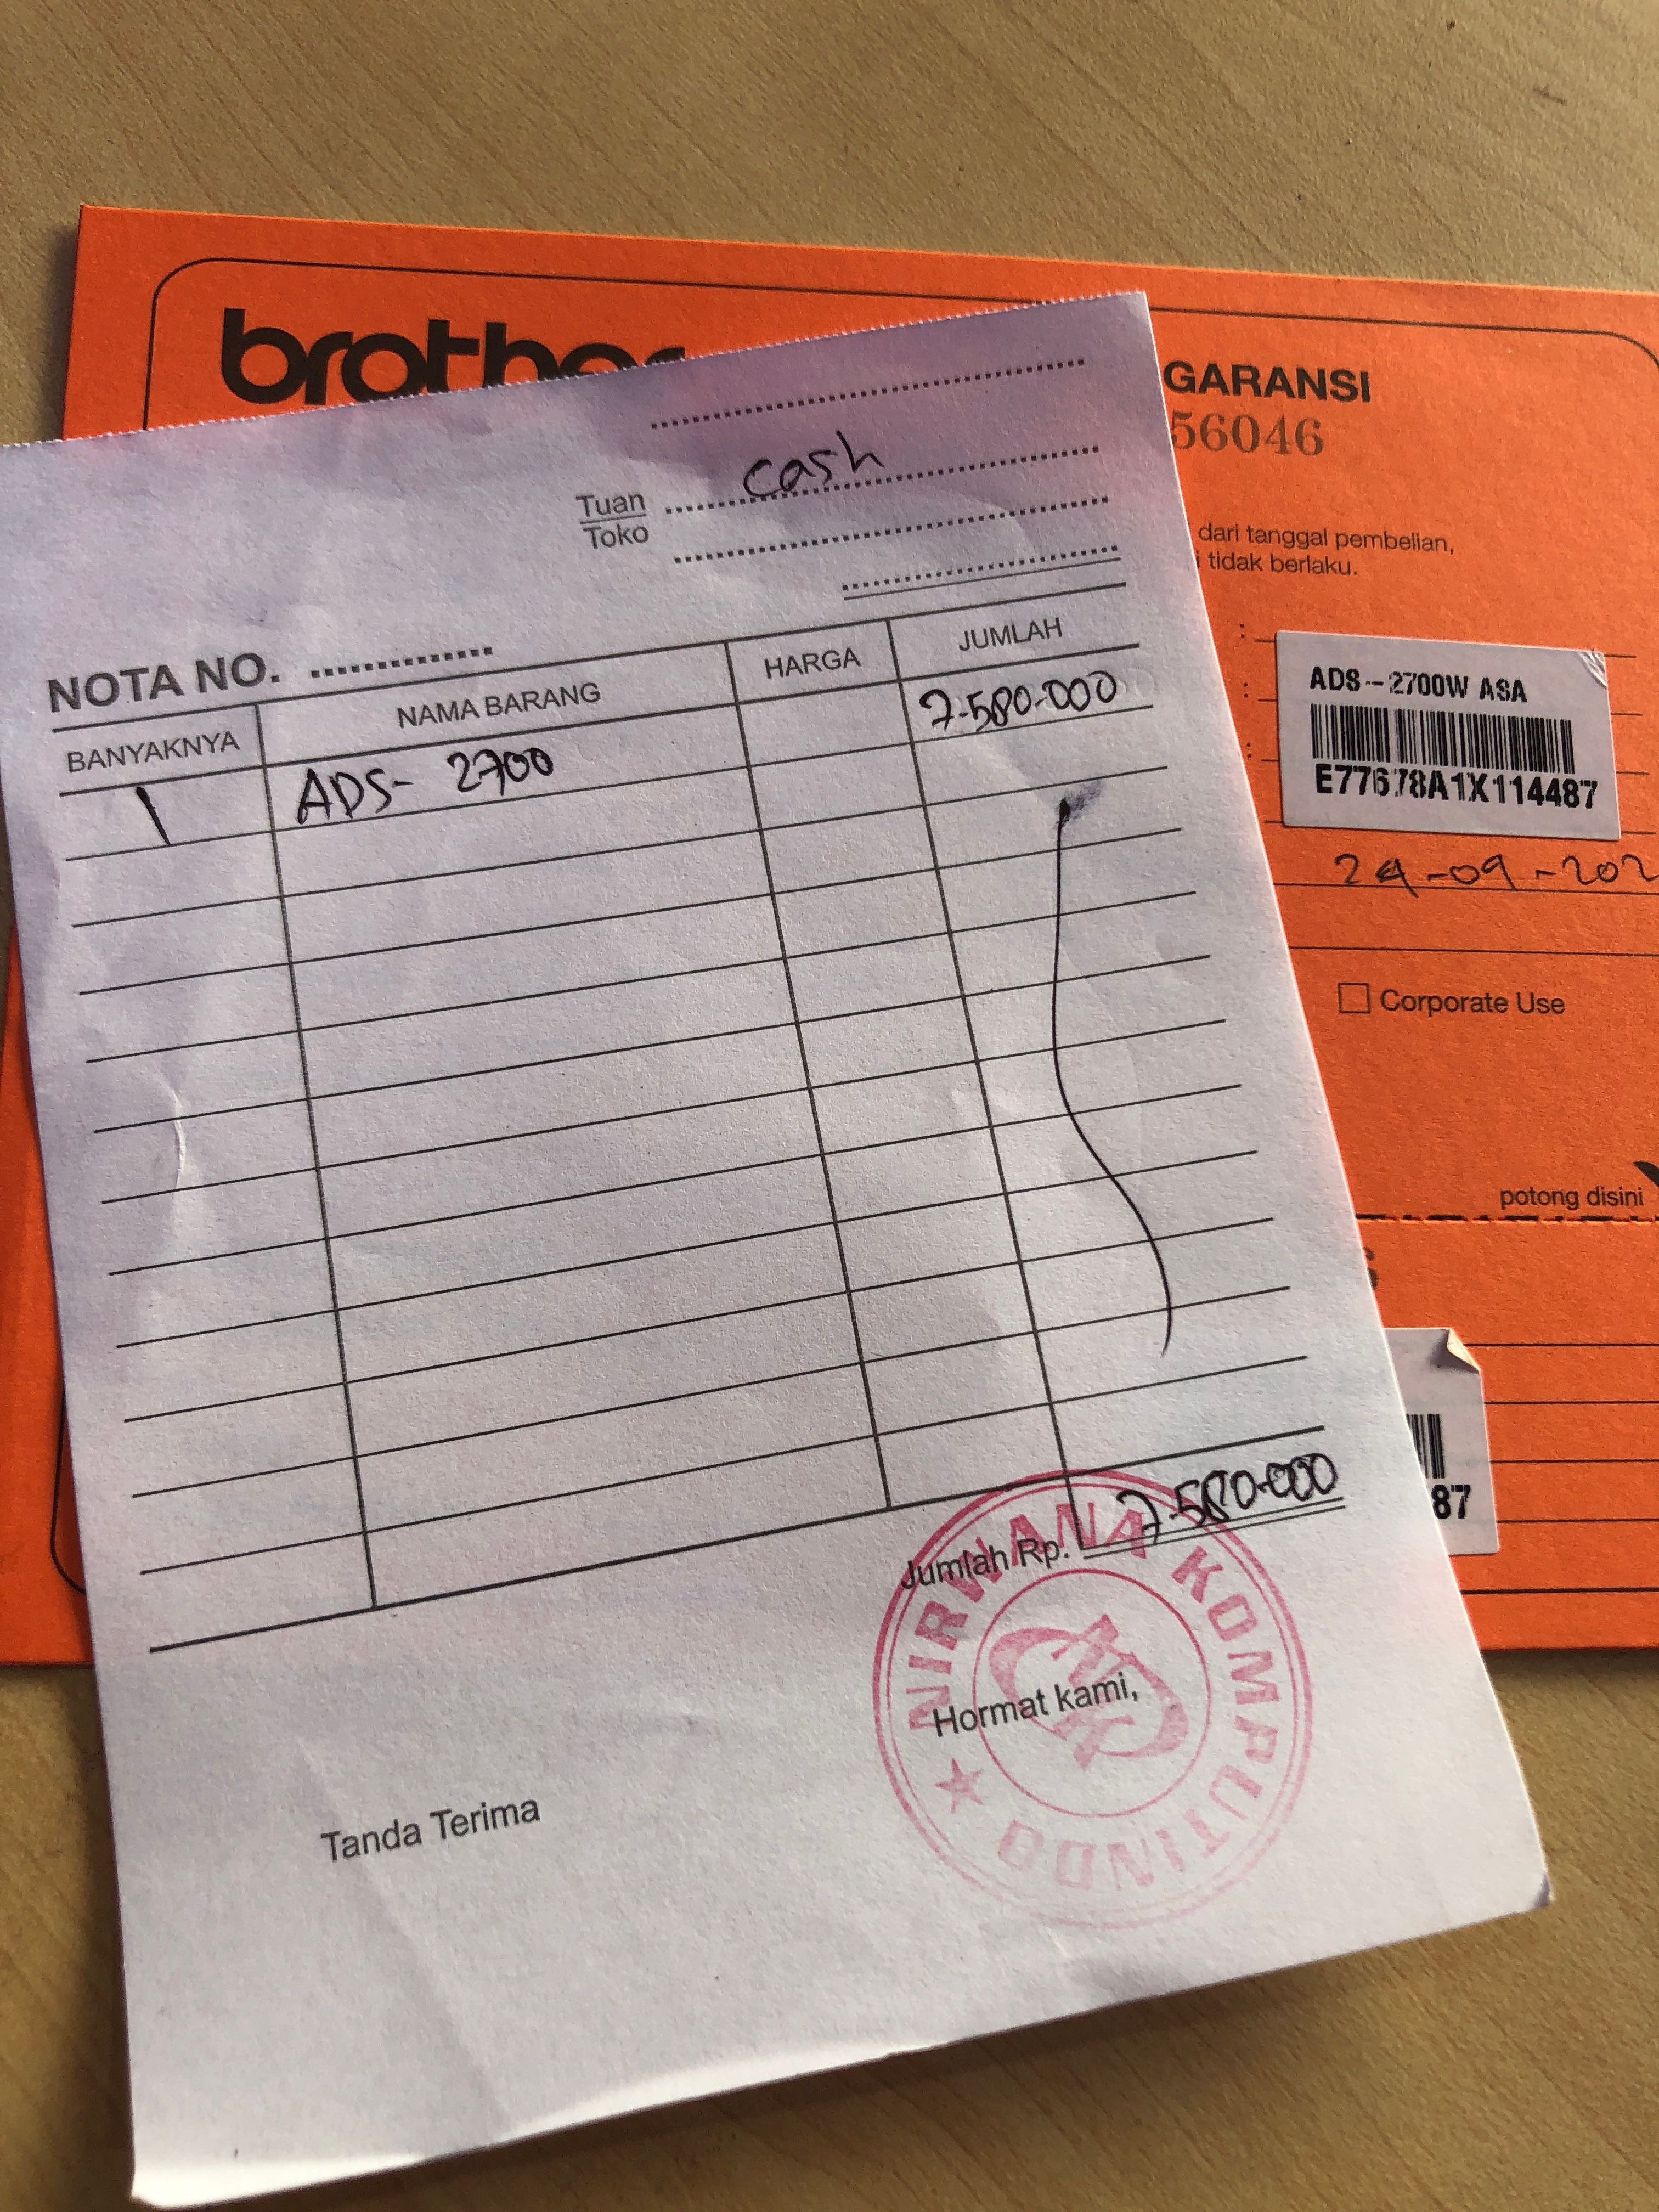 brother
GARANSI
56046
dari tanggal pembelian,
tidak berlaku.
ADS-2700W ASA
E77678A1X114487
24-09-202
Corporate Use
potong disini
87
cash
Tuan
Toko
NOTA NO.
BANYAKNYA NAMA BARANG HARGA JUMLAH
1 ADS-2700 7.580.000
Jumlah Rp. 7.580.000
Hormat kami,
NIRWANA KOMPUTINDO
Tanda Terima